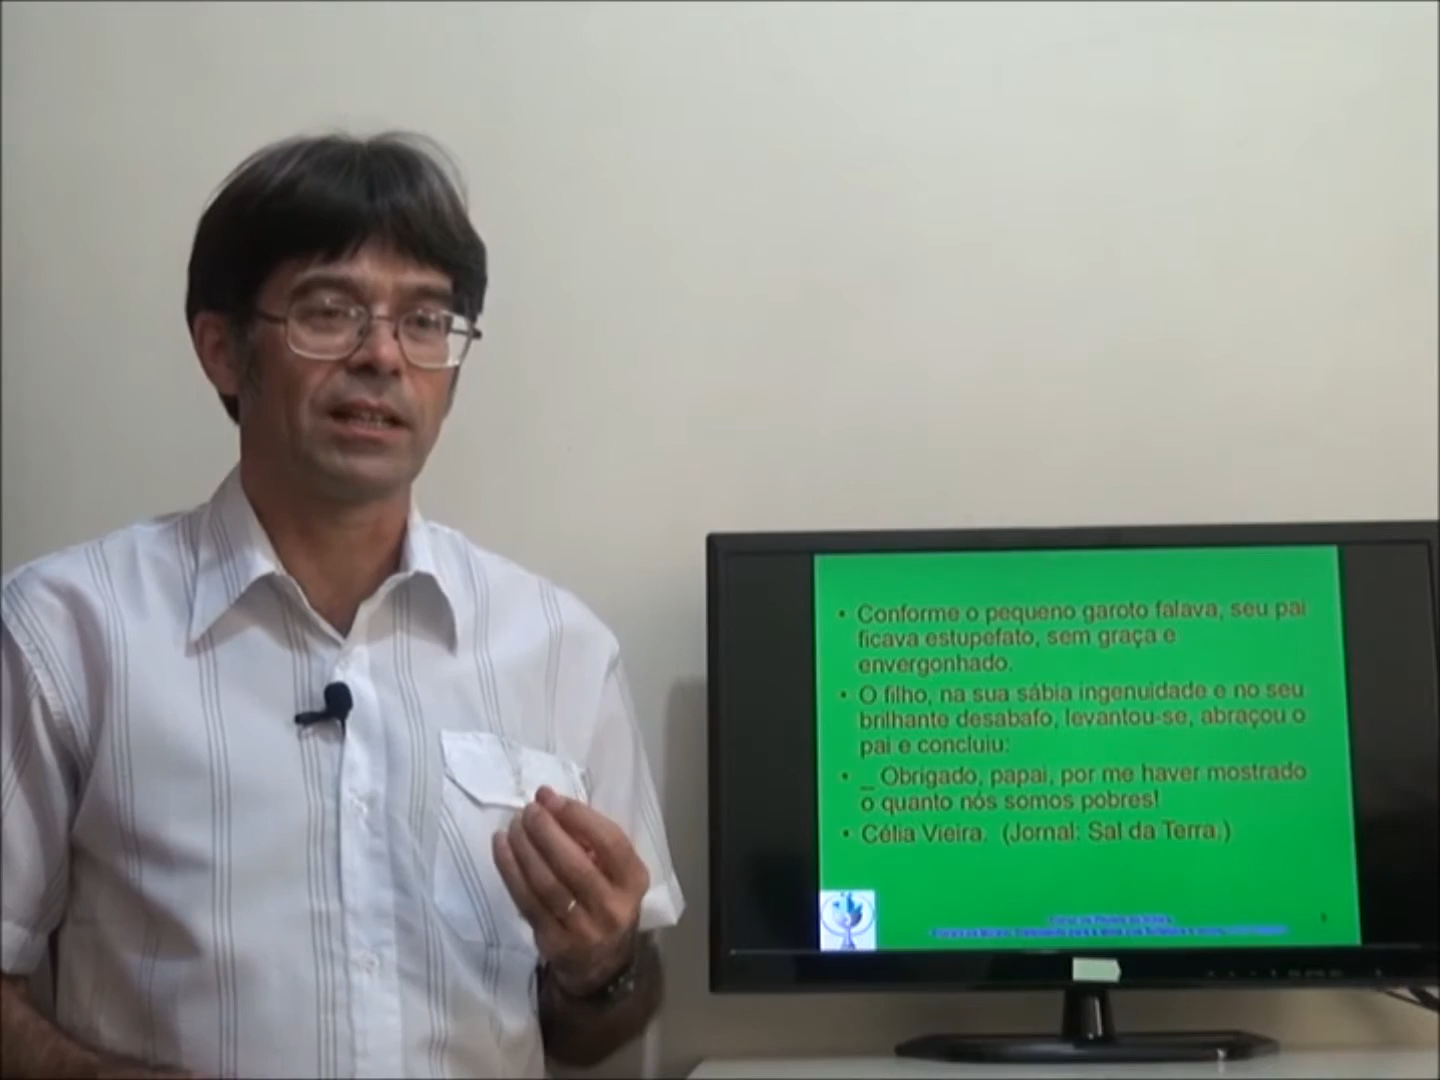 • Conforme o pequeno garoto falava, seu pai
ficava estupefato, sem graça e
envergonhado.
• O filho, na sua sábia ingenuidade e no seu
brilhante desabafo, levantou-se, abraçou o
pai e concluiu:
• _ Obrigado, papai, por me haver mostrado
o quanto nós somos pobres!
• Célia Vieira. (Jornal: Sal da Terra.)